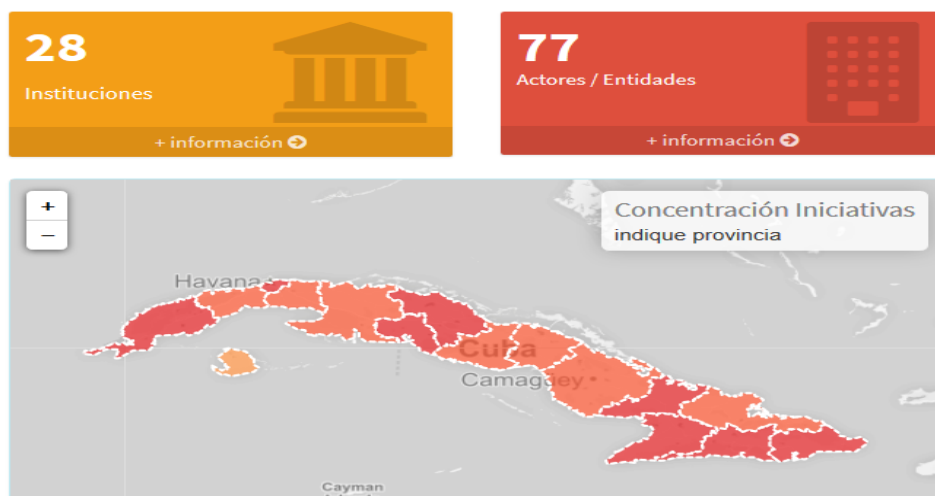 28
Instituciones
+ información
77
Actores / Entidades
+ información
+
−
Concentración Iniciativas
indique provincia
Havana
Cuba
Camagüey
Cayman